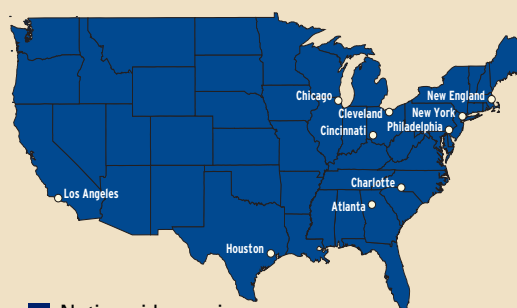 Chicago
New England
Cleveland
New York
Cincinnati
Philadelphia
Los Angeles
Charlotte
Atlanta
Houston